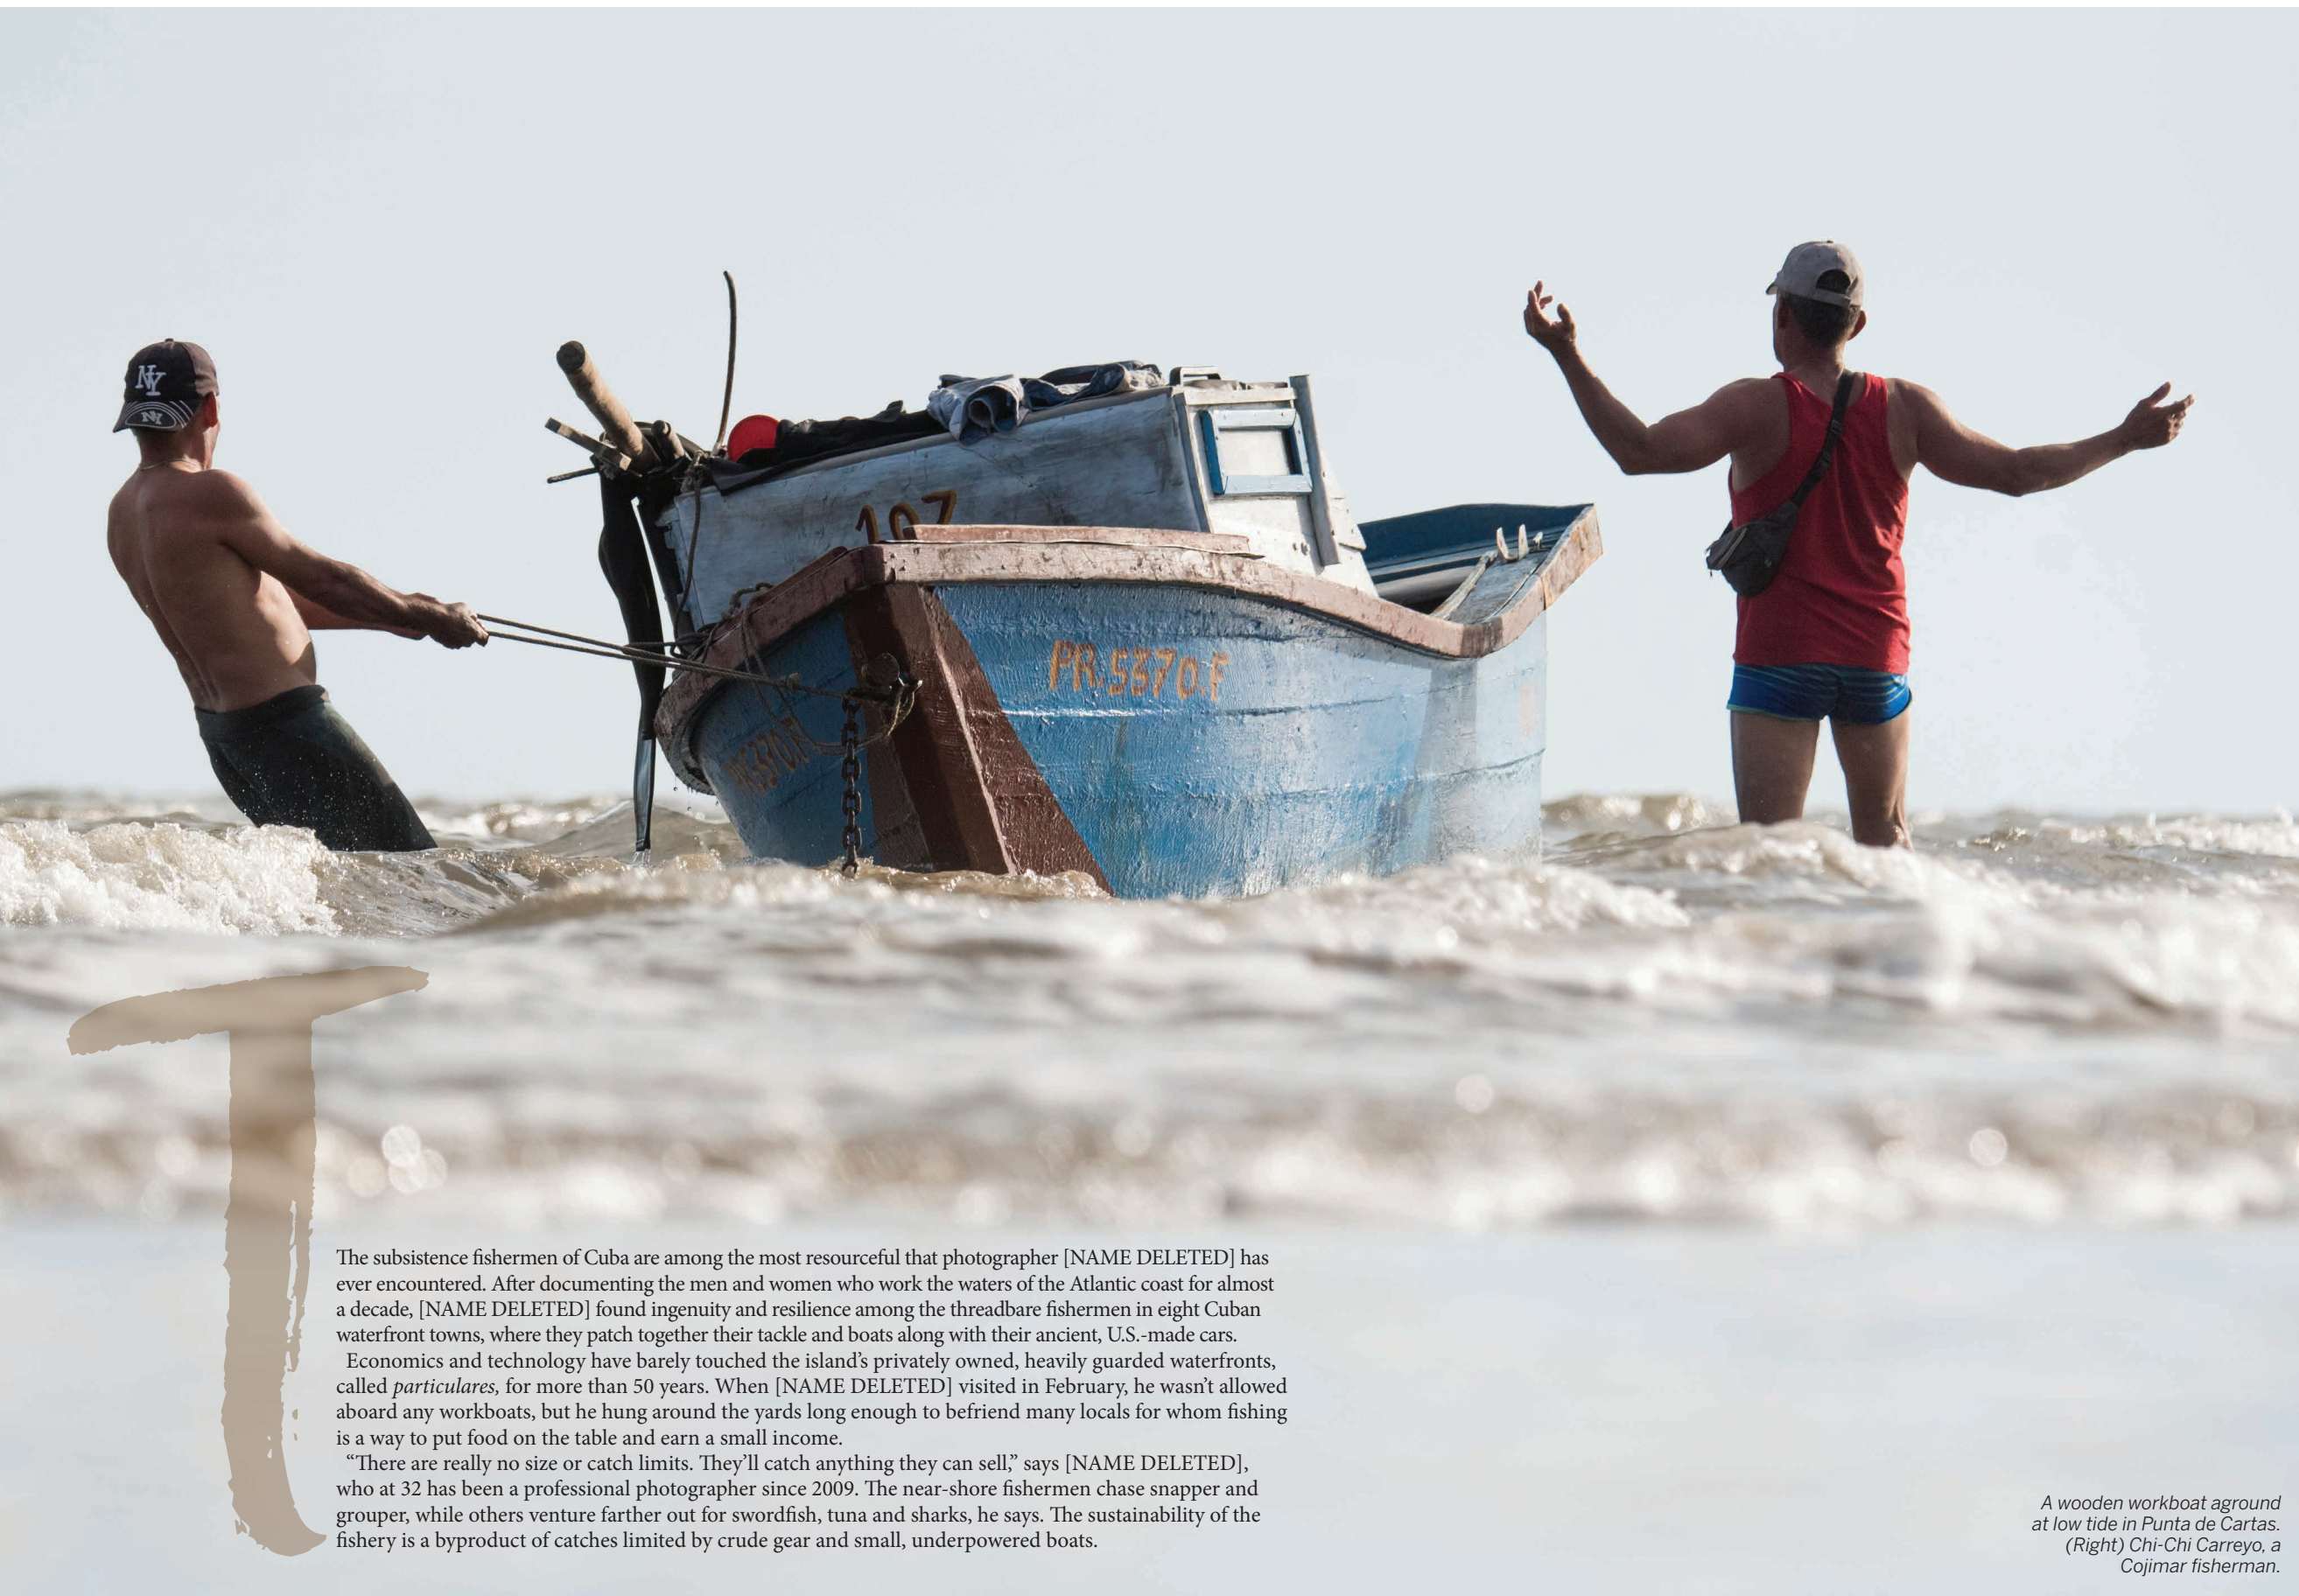 NY
NY
107
PR.5370.F
T
The subsistence fishermen of Cuba are among the most resourceful that photographer [NAME DELETED] has
ever encountered. After documenting the men and women who work the waters of the Atlantic coast for almost
a decade, [NAME DELETED] found ingenuity and resilience among the threadbare fishermen in eight Cuban
waterfront towns, where they patch together their tackle and boats along with their ancient, U.S.-made cars.
Economics and technology have barely touched the island’s privately owned, heavily guarded waterfronts,
called particulares, for more than 50 years. When [NAME DELETED] visited in February, he wasn’t allowed
aboard any workboats, but he hung around the yards long enough to befriend many locals for whom fishing
is a way to put food on the table and earn a small income.
“There are really no size or catch limits. They’ll catch anything they can sell,” says [NAME DELETED],
who at 32 has been a professional photographer since 2009. The near-shore fishermen chase snapper and
grouper, while others venture farther out for swordfish, tuna and sharks, he says. The sustainability of the
fishery is a byproduct of catches limited by crude gear and small, underpowered boats.
A wooden workboat aground
at low tide in Punta de Cartas.
(Right) Chi-Chi Carreyo, a
Cojimar fisherman.